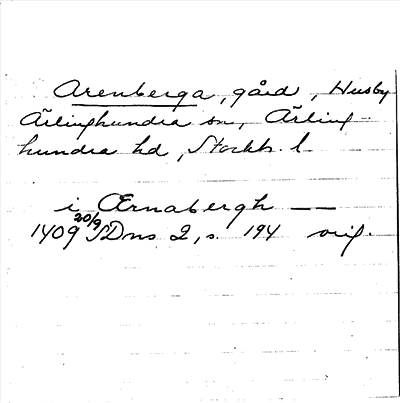 Arenberga, gård, Husby
Ärlinghundra sn, Ärling-
hundra hd, Stockh. l.
i Ærnabergh —
1409 20/9 SDns 2, s. 194 orig.